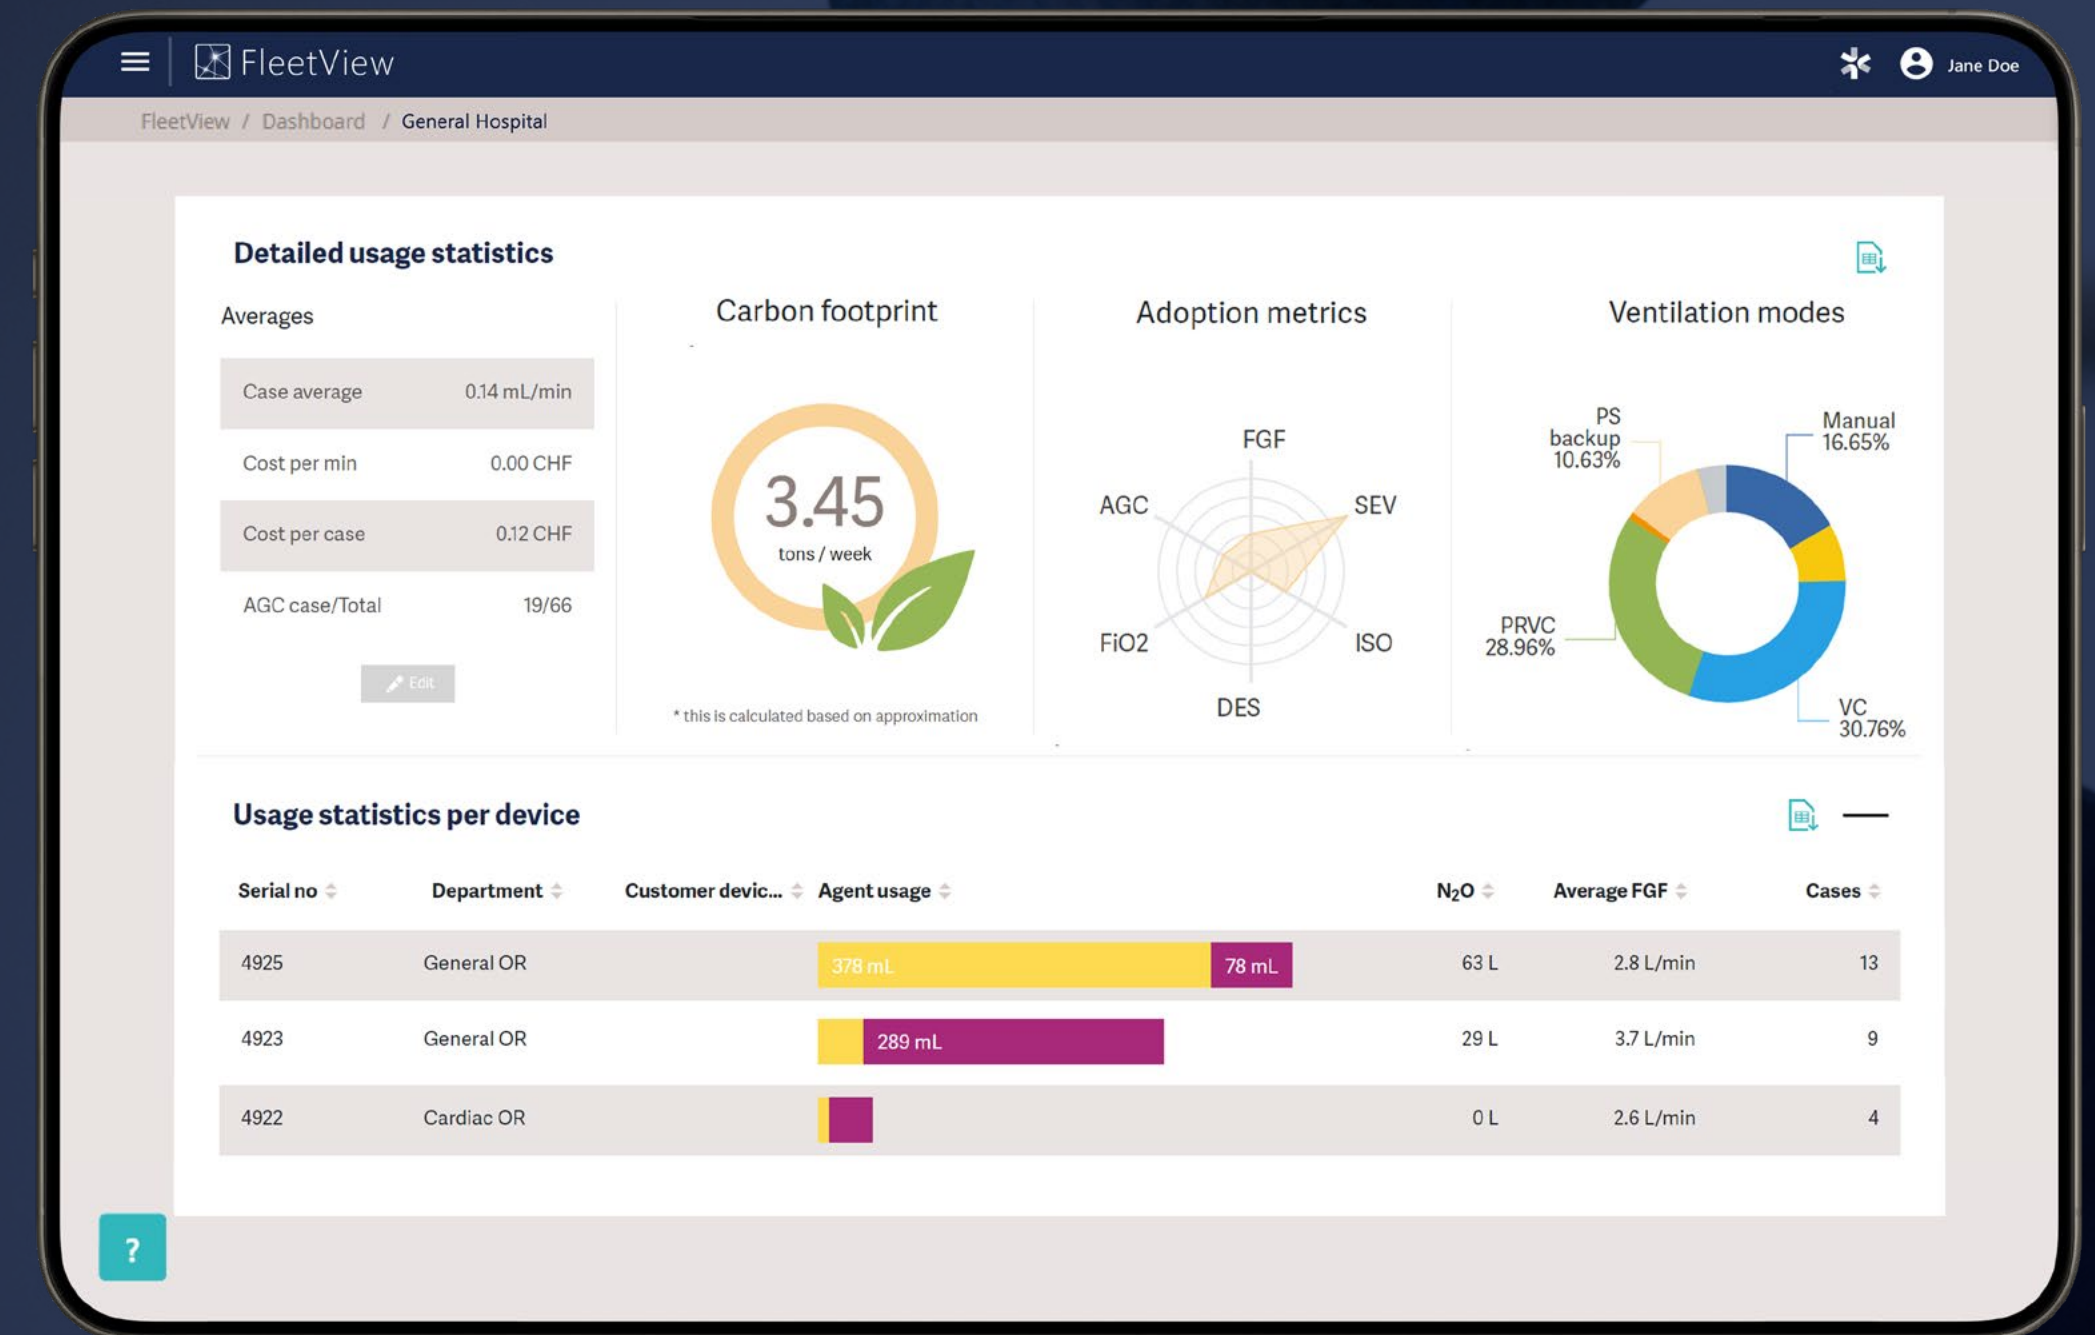 FleetView
Jane Doe
FleetView / Dashboard / General Hospital
Detailed usage statistics
Averages
Case average 0.14 mL/min
Cost per min 0.00 CHF
Cost per case 0.12 CHF
AGC case/Total 19/66
Edit
Carbon footprint
3.45
tons / week
* this is calculated based on approximation
Adoption metrics
FGF
AGC
SEV
FiO2
ISO
DES
Ventilation modes
PS
backup
10.63%
Manual
16.65%
PRVC
28.96%
VC
30.76%
Usage statistics per device
Serial no Department Customer devic... Agent usage N₂O Average FGF Cases
4925 General OR 378 mL 78 mL 63 L 2.8 L/min 13
4923 General OR 289 mL 29 L 3.7 L/min 9
4922 Cardiac OR 0 L 2.6 L/min 4
?